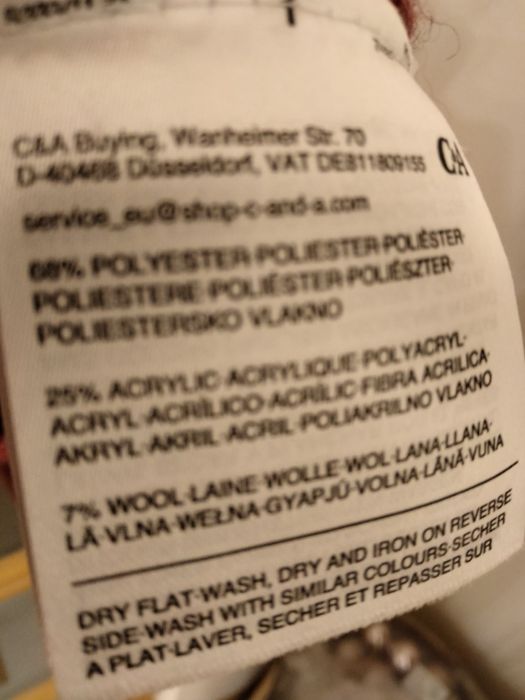 C&A Buying, Wanheimer Str. 70
D-40468 Düsseldorf, VAT DE811809155
C&A
service_eu@shop-c-and-a.com
68% POLYESTER·POLIESTER·POLIÉSTER·
POLIESTERE·POLIÉSTER·POLIÉSZTER·
POLIESTERSKO VLAKNO
25% ACRYLIC·ACRYLIQUE·POLYACRYL·
ACRYL·ACRÍLICO·ACRÍLIC·FIBRA ACRILICA·
AKRYL·AKRIL·ACRIL·POLIAKRILNO VLAKNO
7% WOOL·LAINE·WOLLE·WOL·LANA·LLANA·
LÃ·VLNA·WEŁNA·GYAPJÚ·VOLNA·LÂNĂ·VUNA
DRY FLAT·WASH, DRY AND IRON ON REVERSE
SIDE·WASH WITH SIMILAR COLOURS·SECHER
A PLAT·LAVER, SECHER ET REPASSER SUR